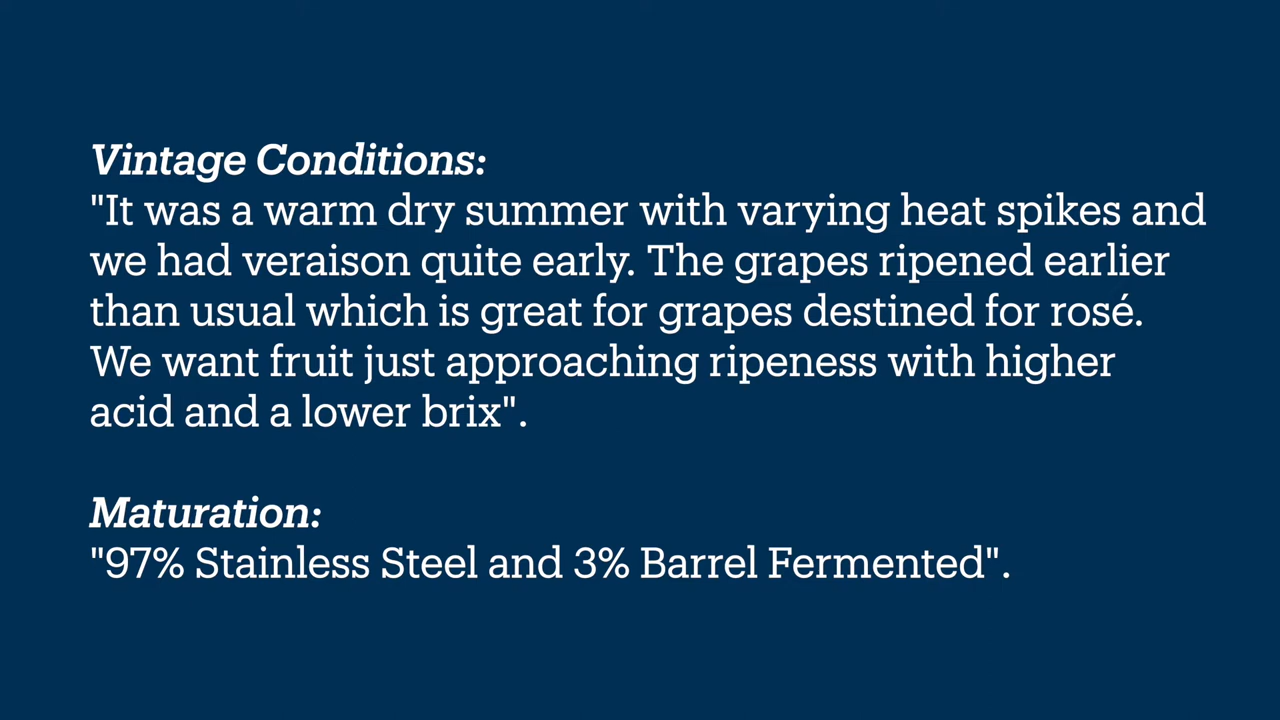 Vintage Conditions:
"It was a warm dry summer with varying heat spikes and
we had veraison quite early. The grapes ripened earlier
than usual which is great for grapes destined for rosé.
We want fruit just approaching ripeness with higher
acid and a lower brix".
Maturation:
"97% Stainless Steel and 3% Barrel Fermented".